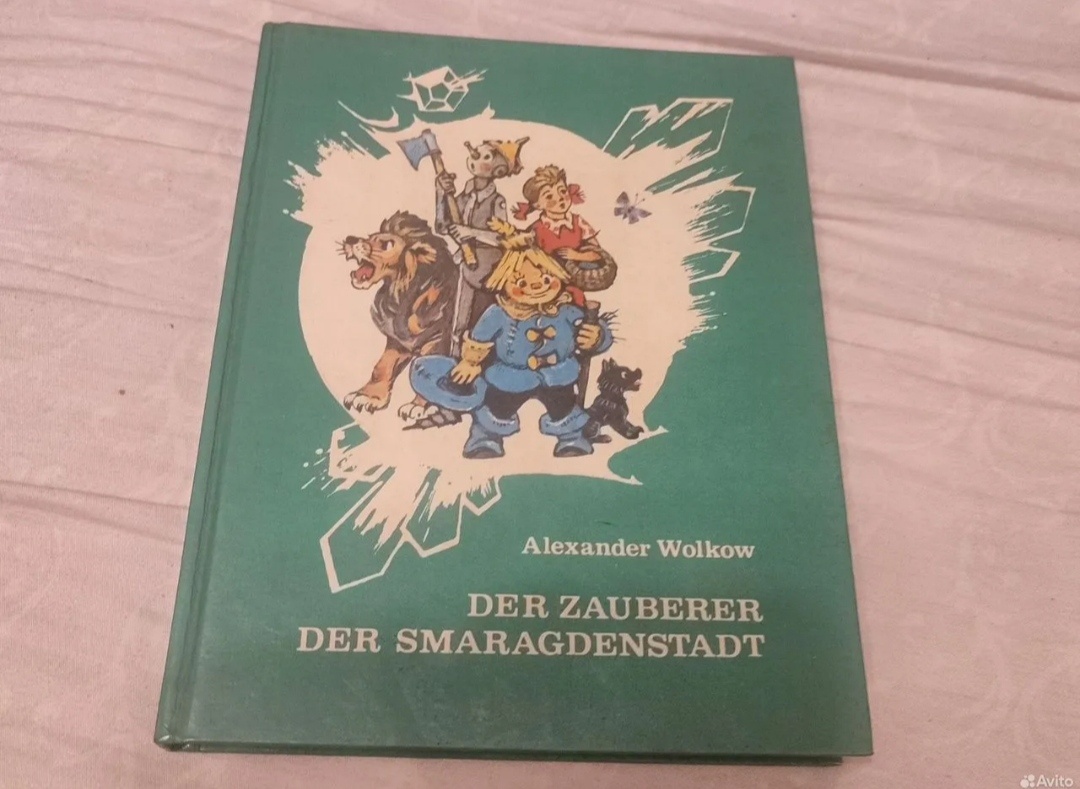 Alexander Wolkow
DER ZAUBERER
DER SMARAGDENSTADT
Avito